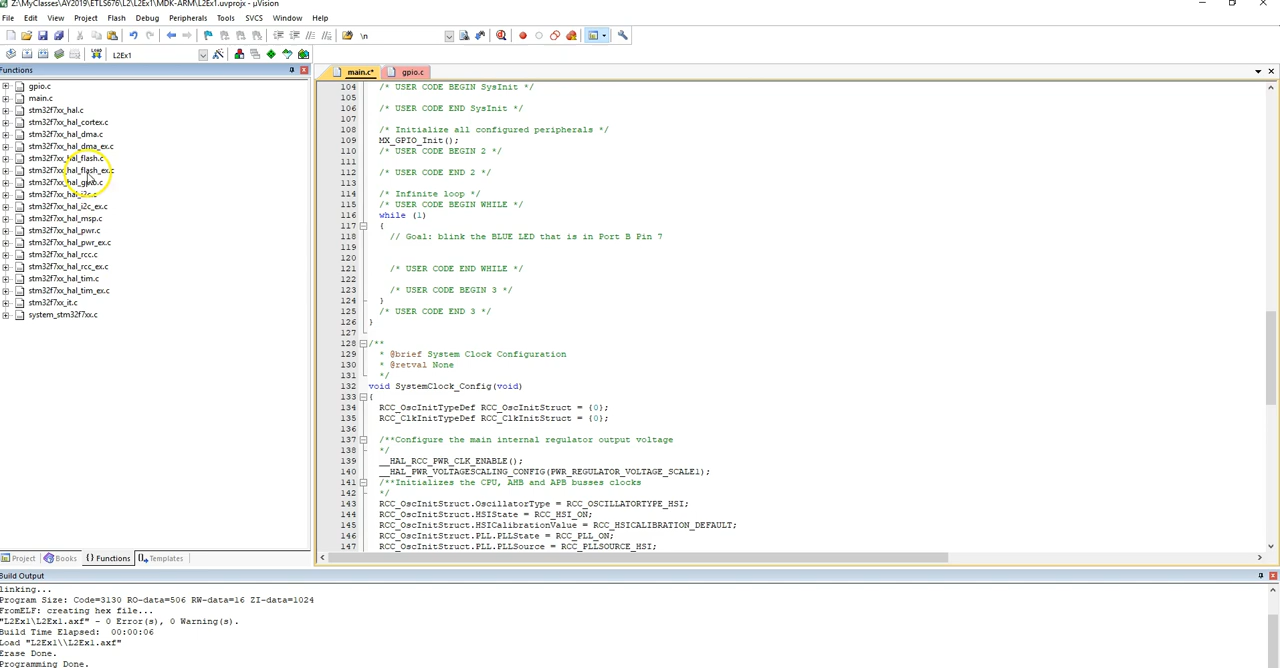 Z:\MyClasses\AY2019\ETLS676\L2\L2Ex1\MDK-ARM\L2Ex1.uvprojx - µVision
File Edit View Project Flash Debug Peripherals Tools SVCS Window Help
\n
LOAD L2Ex1
Functions
main.c* gpio.c
gpio.c
main.c
stm32f7xx_hal.c
stm32f7xx_hal_cortex.c
stm32f7xx_hal_dma.c
stm32f7xx_hal_dma_ex.c
stm32f7xx_hal_flash.c
stm32f7xx_hal_flash_ex.c
stm32f7xx_hal_gpio.c
stm32f7xx_hal_i2c.c
stm32f7xx_hal_i2c_ex.c
stm32f7xx_hal_msp.c
stm32f7xx_hal_pwr.c
stm32f7xx_hal_pwr_ex.c
stm32f7xx_hal_rcc.c
stm32f7xx_hal_rcc_ex.c
stm32f7xx_hal_tim.c
stm32f7xx_hal_tim_ex.c
stm32f7xx_it.c
system_stm32f7xx.c
104 /* USER CODE BEGIN SysInit */
105
106 /* USER CODE END SysInit */
107
108 /* Initialize all configured peripherals */
109 MX_GPIO_Init();
110 /* USER CODE BEGIN 2 */
111
112 /* USER CODE END 2 */
113
114 /* Infinite loop */
115 /* USER CODE BEGIN WHILE */
116 while (1)
117 {
118 // Goal: blink the BLUE LED that is in Port B Pin 7
119
120
121 /* USER CODE END WHILE */
122
123 /* USER CODE BEGIN 3 */
124 }
125 /* USER CODE END 3 */
126 }
127
128 /**
129 * @brief System Clock Configuration
130 * @retval None
131 */
132 void SystemClock_Config(void)
133 {
134 RCC_OscInitTypeDef RCC_OscInitStruct = {0};
135 RCC_ClkInitTypeDef RCC_ClkInitStruct = {0};
136
137 /**Configure the main internal regulator output voltage
138 */
139 __HAL_RCC_PWR_CLK_ENABLE();
140 __HAL_PWR_VOLTAGESCALING_CONFIG(PWR_REGULATOR_VOLTAGE_SCALE1);
141 /**Initializes the CPU, AHB and APB busses clocks
142 */
143 RCC_OscInitStruct.OscillatorType = RCC_OSCILLATORTYPE_HSI;
144 RCC_OscInitStruct.HSIState = RCC_HSI_ON;
145 RCC_OscInitStruct.HSICalibrationValue = RCC_HSICALIBRATION_DEFAULT;
146 RCC_OscInitStruct.PLL.PLLState = RCC_PLL_ON;
147 RCC_OscInitStruct.PLL.PLLSource = RCC_PLLSOURCE_HSI;
Project Books {} Functions Templates
Build Output
linking...
Program Size: Code=3130 RO-data=506 RW-data=16 ZI-data=1024
FromELF: creating hex file...
"L2Ex1\L2Ex1.axf" - 0 Error(s), 0 Warning(s).
Build Time Elapsed: 00:00:06
Load "L2Ex1\\L2Ex1.axf"
Erase Done.
Programming Done.